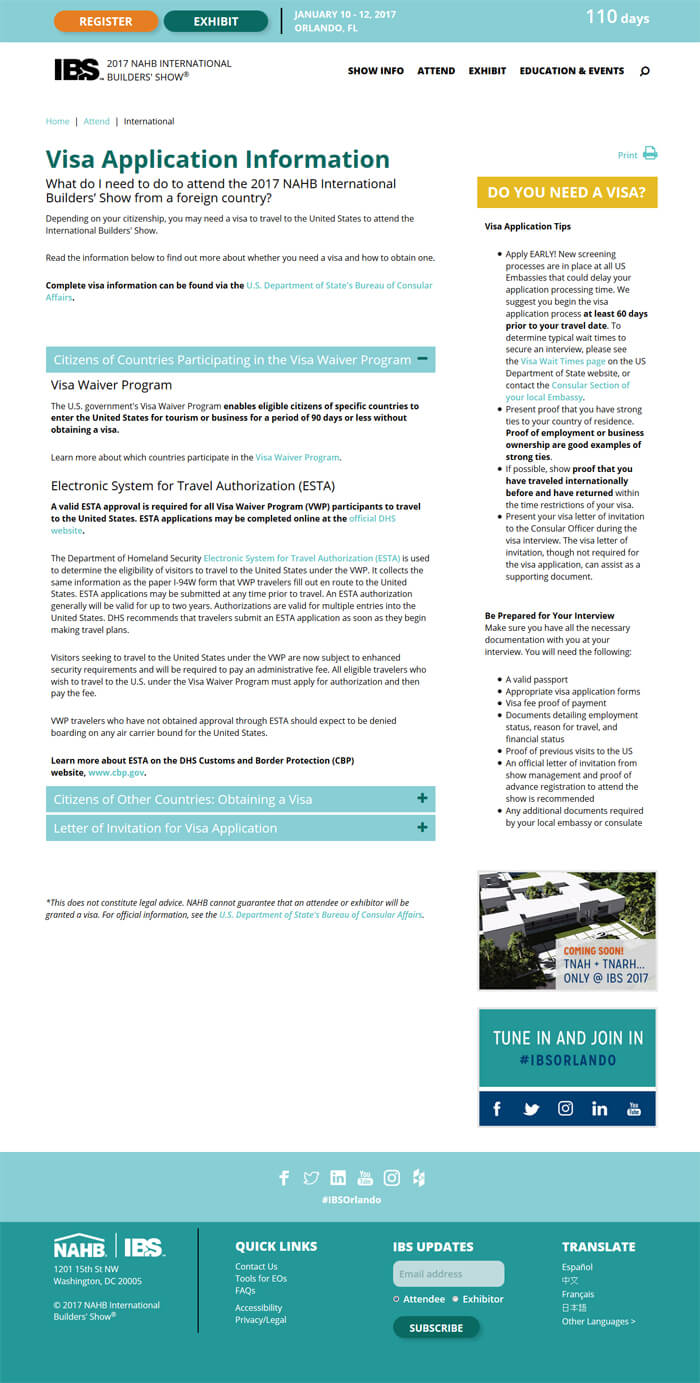 REGISTER
EXHIBIT
JANUARY 10 - 12, 2017
ORLANDO, FL
110 days
IBS
2017 NAHB INTERNATIONAL
BUILDERS' SHOW®
SHOW INFO
ATTEND
EXHIBIT
EDUCATION & EVENTS
Home | Attend | International
Visa Application Information
What do I need to do to attend the 2017 NAHB International
Builders' Show from a foreign country?
Depending on your citizenship, you may need a visa to travel to the United States to attend the
International Builders' Show.
Read the information below to find out more about whether you need a visa and how to obtain one.
Complete visa information can be found via the U.S. Department of State's Bureau of Consular
Affairs.
Citizens of Countries Participating in the Visa Waiver Program
Visa Waiver Program
The U.S. government's Visa Waiver Program enables eligible citizens of specific countries to
enter the United States for tourism or business for a period of 90 days or less without
obtaining a visa.
Learn more about which countries participate in the Visa Waiver Program.
Electronic System for Travel Authorization (ESTA)
A valid ESTA approval is required for all Visa Waiver Program (VWP) participants to travel
to the United States. ESTA applications may be completed online at the official DHS
website.
The Department of Homeland Security Electronic System for Travel Authorization (ESTA) is used
to determine the eligibility of visitors to travel to the United States under the VWP. It collects the
same information as the paper I-94W form that VWP travelers fill out en route to the United
States. ESTA applications may be submitted at any time prior to travel. An ESTA authorization
generally will be valid for up to two years. Authorizations are valid for multiple entries into the
United States. DHS recommends that travelers submit an ESTA application as soon as they begin
making travel plans.
Visitors seeking to travel to the United States under the VWP are now subject to enhanced
security requirements and will be required to pay an administrative fee. All eligible travelers who
wish to travel to the U.S. under the Visa Waiver Program must apply for authorization and then
pay the fee.
VWP travelers who have not obtained approval through ESTA should expect to be denied
boarding on any air carrier bound for the United States.
Learn more about ESTA on the DHS Customs and Border Protection (CBP)
website, www.cbp.gov.
Citizens of Other Countries: Obtaining a Visa
Letter of Invitation for Visa Application
*This does not constitute legal advice. NAHB cannot guarantee that an attendee or exhibitor will be
granted a visa. For official information, see the U.S. Department of State's Bureau of Consular Affairs.
Print
DO YOU NEED A VISA?
Visa Application Tips
Apply EARLY! New screening
processes are in place at all US
Embassies that could delay your
application processing time. We
suggest you begin the visa
application process at least 60 days
prior to your travel date. To
determine typical wait times to
secure an interview, please see
the Visa Wait Times page on the US
Department of State website, or
contact the Consular Section of
your local Embassy.
Present proof that you have strong
ties to your country of residence.
Proof of employment or business
ownership are good examples of
strong ties.
If possible, show proof that you
have traveled internationally
before and have returned within
the time restrictions of your visa.
Present your visa letter of invitation
to the Consular Officer during the
visa interview. The visa letter of
invitation, though not required for
the visa application, can assist as a
supporting document.
Be Prepared for Your Interview
Make sure you have all the necessary
documentation with you at your
interview. You will need the following:
A valid passport
Appropriate visa application forms
Visa fee proof of payment
Documents detailing employment
status, reason for travel, and
financial status
Proof of previous visits to the US
An official letter of invitation from
show management and proof of
advance registration to attend the
show is recommended
Any additional documents required
by your local embassy or consulate
COMING SOON!
TNAH + TNARH...
ONLY @ IBS 2017
TUNE IN AND JOIN IN
#IBSORLANDO
You Tube
You Tube
#IBSOrlando
NAHB IBS
1201 15th St NW
Washington, DC 20005
© 2017 NAHB International
Builders' Show®
QUICK LINKS
Contact Us
Tools for EOs
FAQs
Accessibility
Privacy/Legal
IBS UPDATES
Email address
Attendee Exhibitor
SUBSCRIBE
TRANSLATE
Español
中文
Français
日本語
Other Languages >